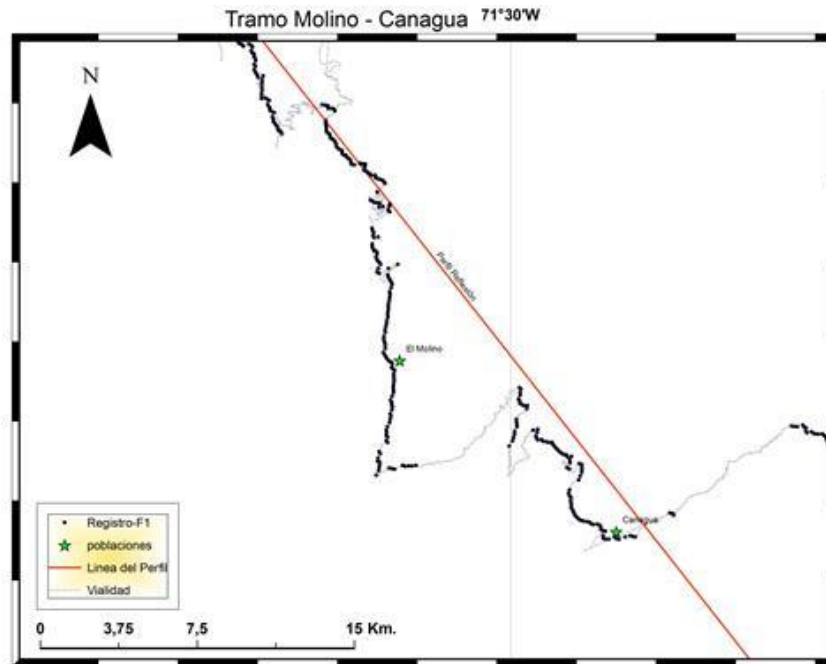 Tramo Molino - Canagua 71°30'W
N
Perfil Reflexión
El Molino
Canagua
Registro-F1
poblaciones
Linea del Perfil
Vialidad
0 3,75 7,5 15 Km.